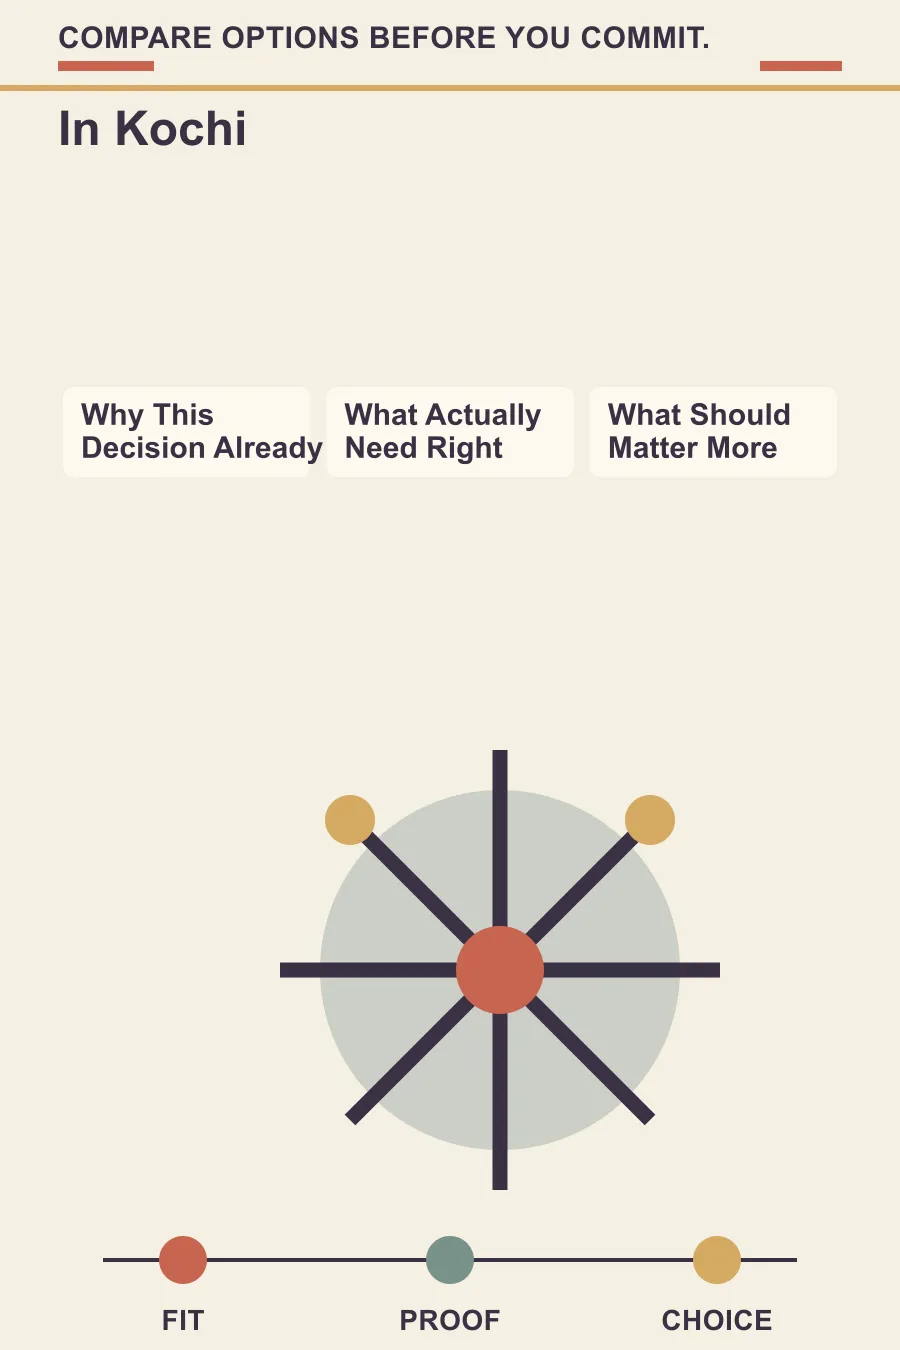 COMPARE OPTIONS BEFORE YOU COMMIT.
In Kochi
Why This
Decision Already
What Actually
Need Right
What Should
Matter More
FIT
PROOF
CHOICE